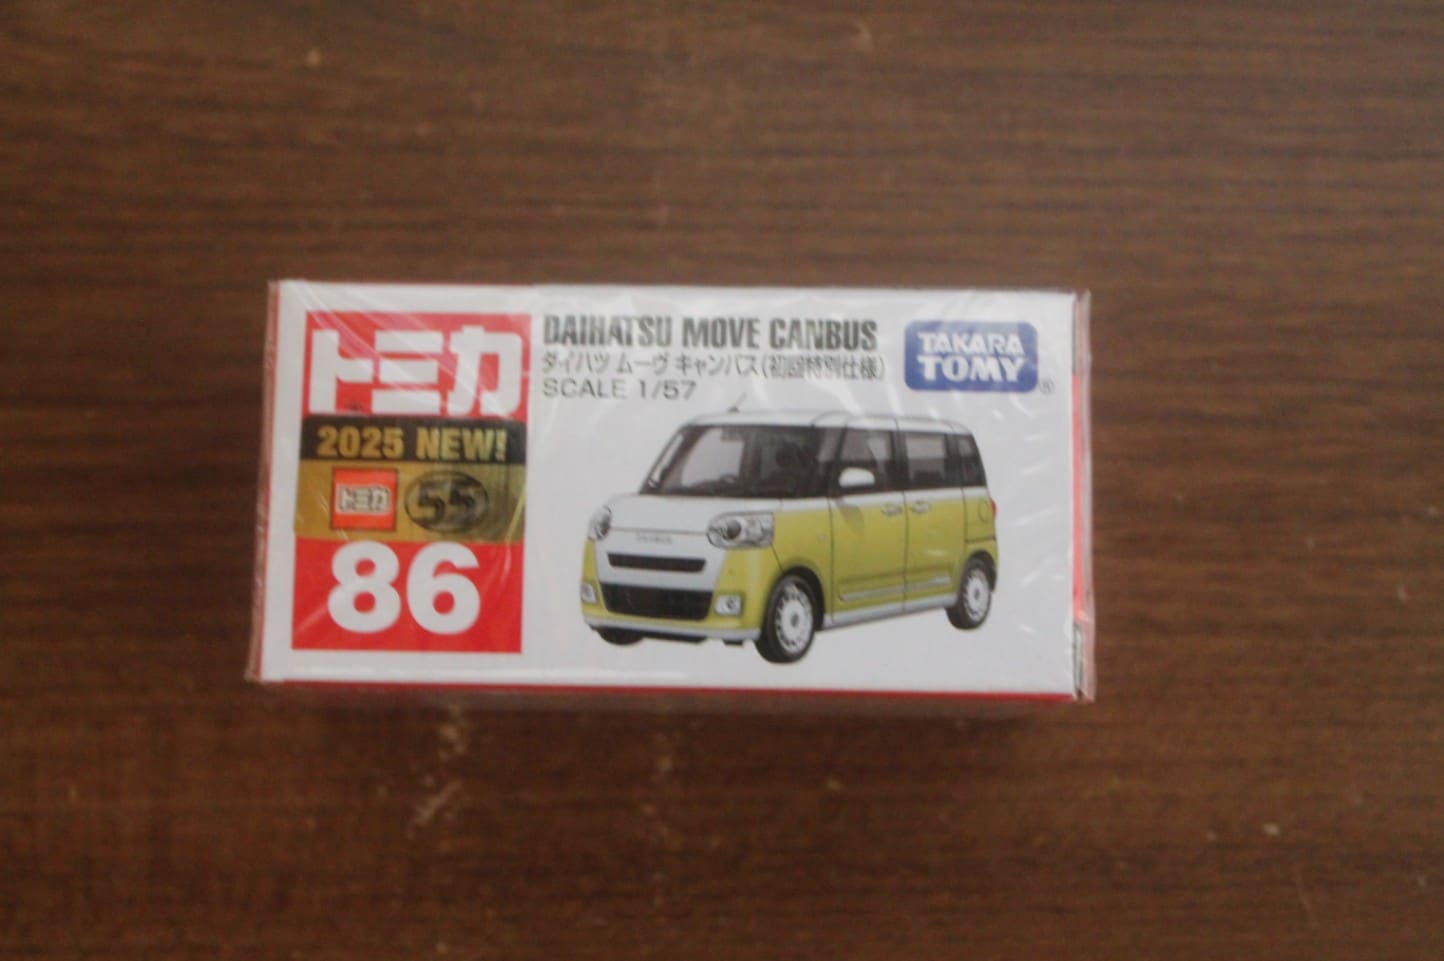 トミカ
2025 NEW!
トミカ 55
86
DAIHATSU MOVE CANBUS
ダイハツ ムーヴ キャンバス(初回特別仕様)
SCALE 1/57
TAKARA
TOMY
®
DAIHATSU